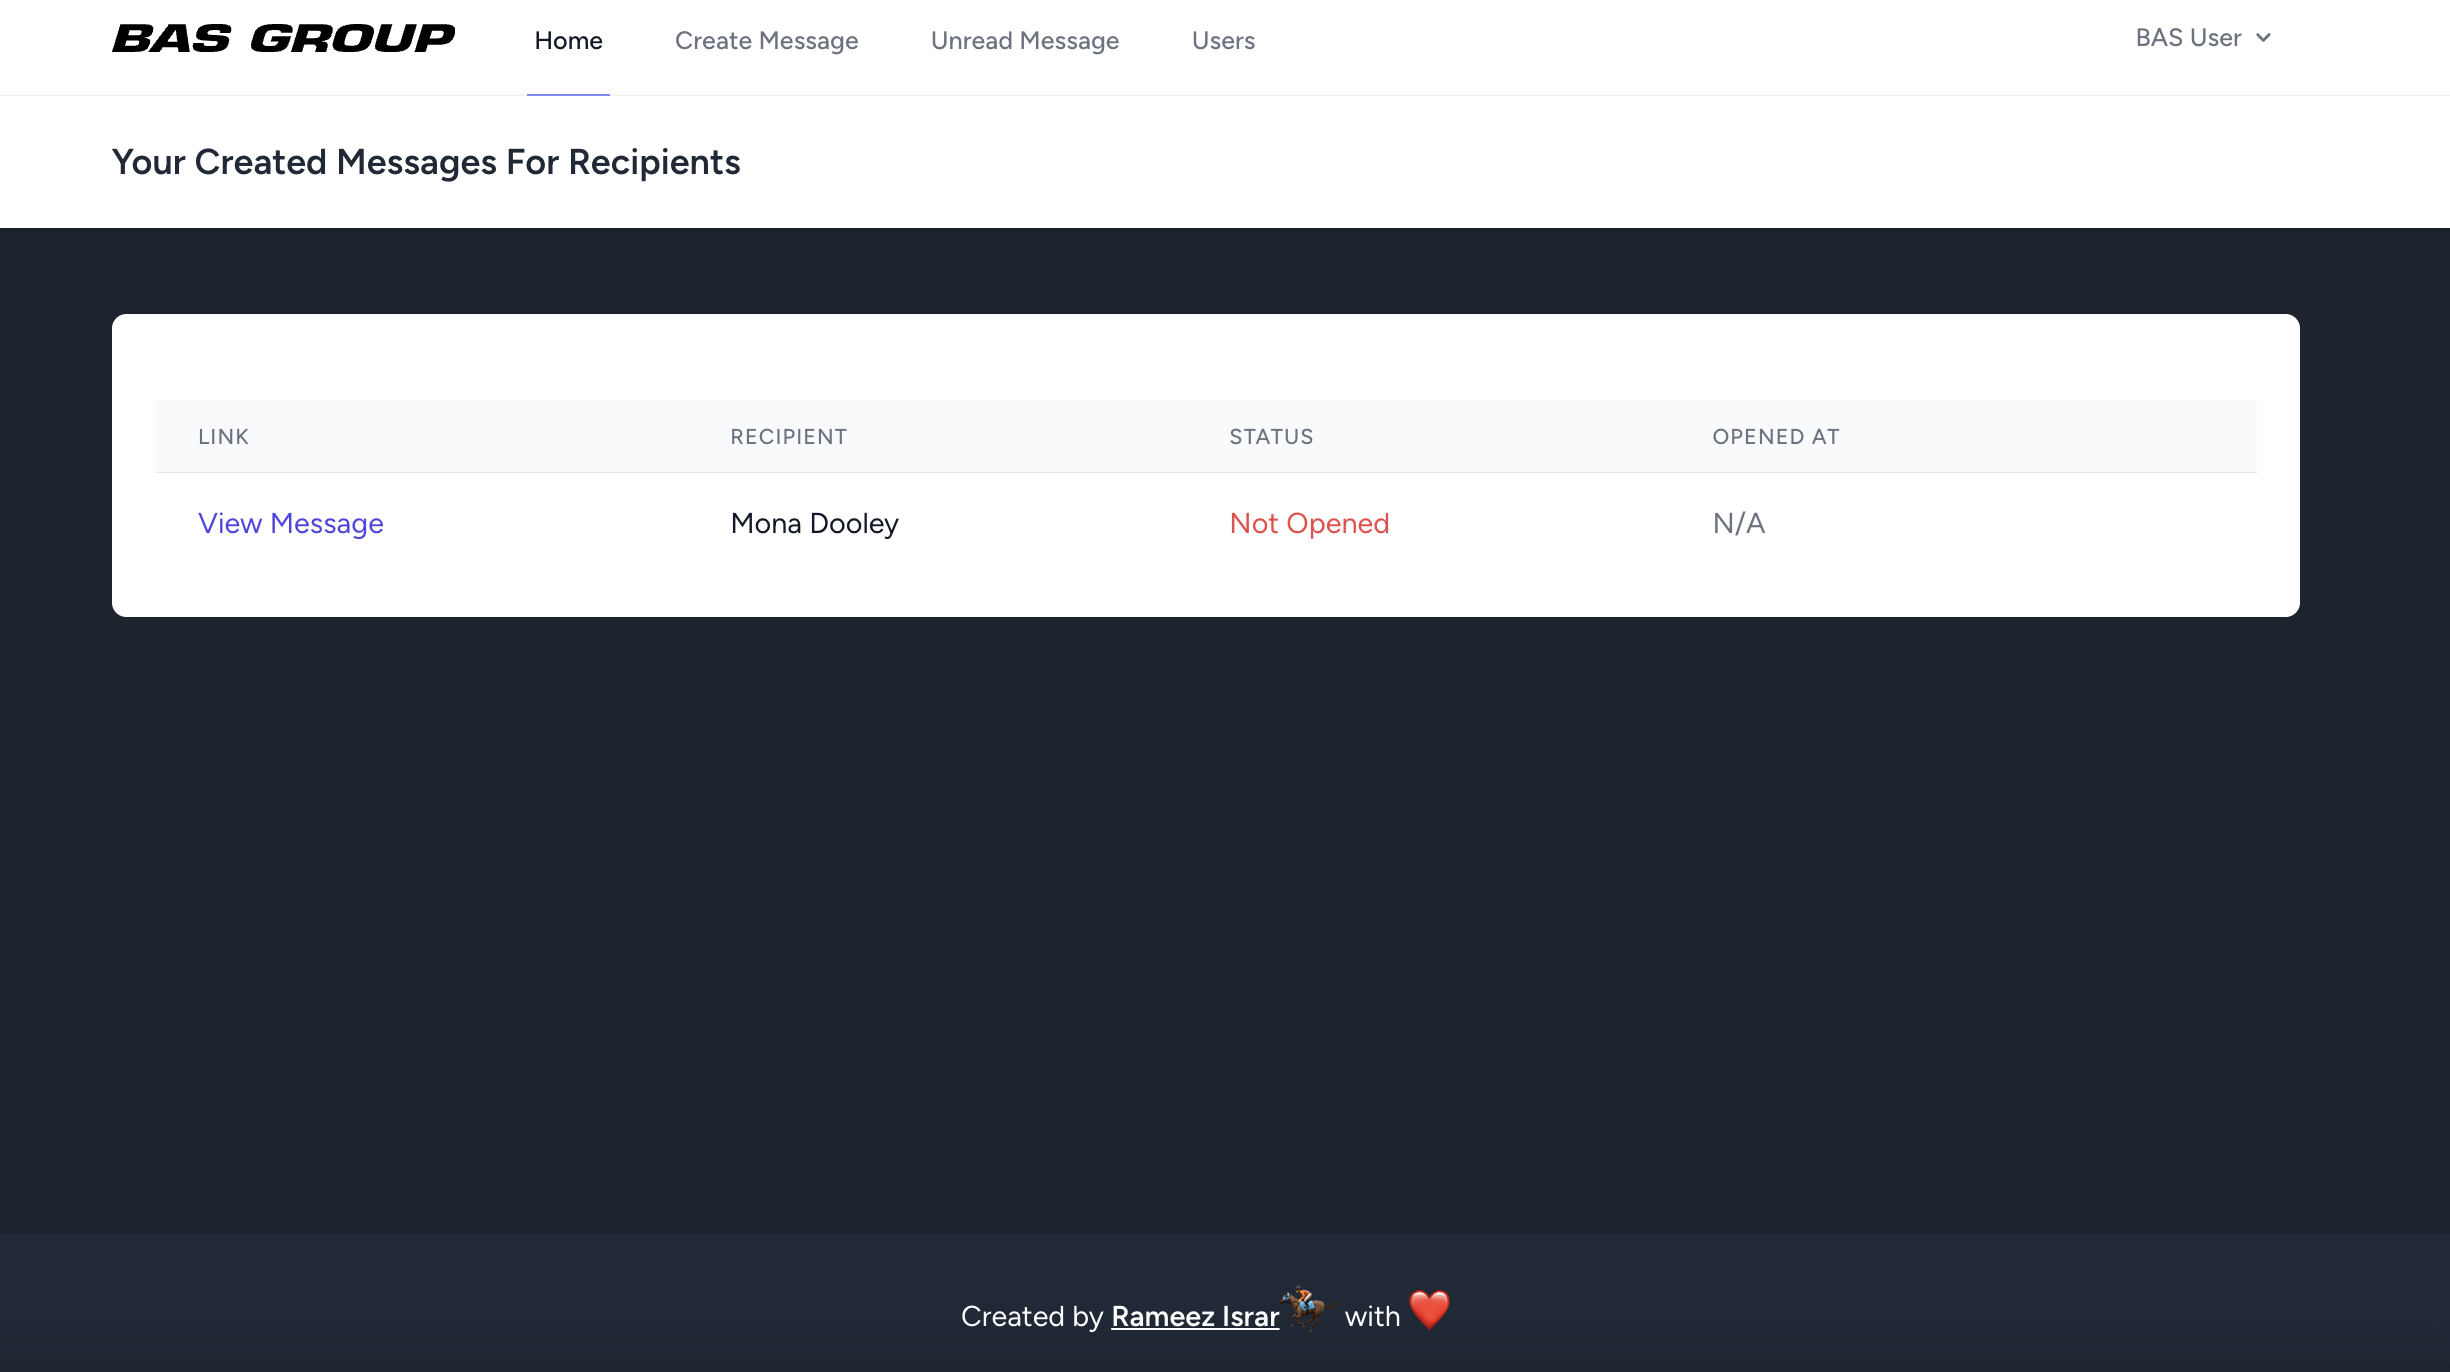 BAS GROUP Home Create Message Unread Message Users BAS User
Your Created Messages For Recipients
LINK RECIPIENT STATUS OPENED AT
View Message Mona Dooley Not Opened N/A
Created by Rameez Israr🏇 with ❤️